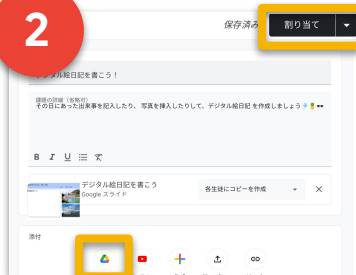 2
保存済み
割り当て
デジタル絵日記を書こう！
課題の詳細（省略可）
その日にあった出来事を記入したり、写真を挿入したりして、デジタル絵日記 を作成しましょう
B I U
デジタル絵日記を書こう
Google スライド
各生徒にコピーを作成
添付